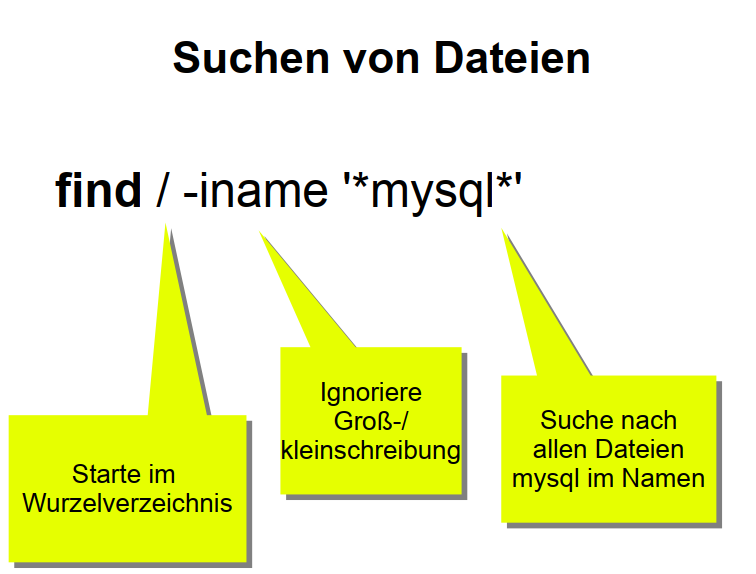 Suchen von Dateien
find / -iname '*mysql*'
Starte im
Wurzelverzeichnis
Ignoriere
Groß-/
kleinschreibung
Suche nach
allen Dateien
mysql im Namen